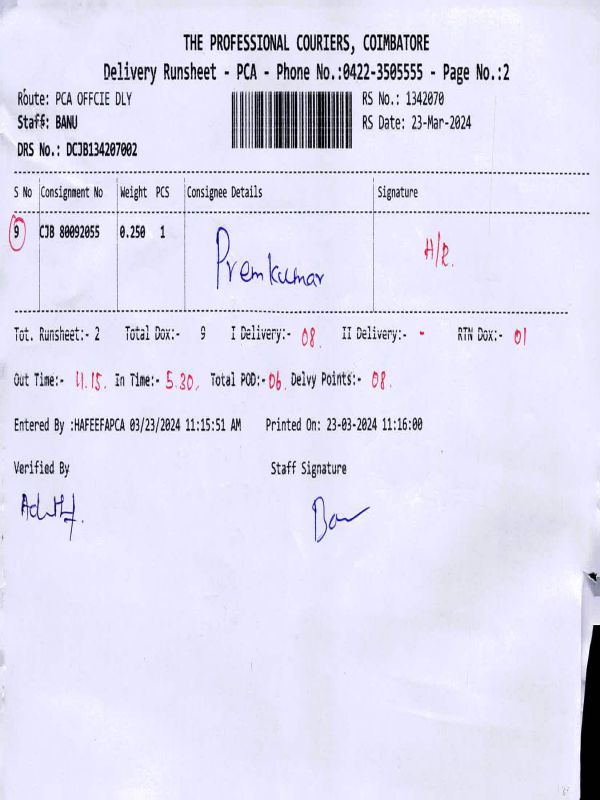 THE PROFESSIONAL COURIERS, COIMBATORE
Delivery Runsheet - PCA - Phone No.:0422-3505555 - Page No.:2
Route: PCA OFFCIE DLY RS No.: 1342070
Staff: BANU RS Date: 23-Mar-2024
DRS No.: DCJB134207002
S No Consignment No Weight PCS Consignee Details Signature
9 CJB 80092055 0.250 1 Premkumar H/R.
Tot. Runsheet:- 2 Total Dox:- 9 I Delivery:- 08. II Delivery:- - RTN Dox:- 01
Out Time:- 11.15. In Time:- 5.30, Total POD:- 06. Delvy Points:- 08.
Entered By :HAFEEFAPCA 03/23/2024 11:15:51 AM Printed On: 23-03-2024 11:16:00
Verified By Staff Signature